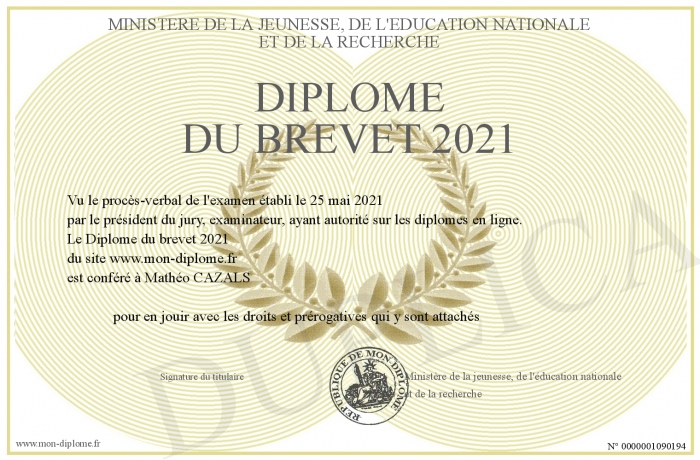 MINISTERE DE LA JEUNESSE, DE L'EDUCATION NATIONALE
ET DE LA RECHERCHE
DIPLOME
DU BREVET 2021
Vu le procès-verbal de l'examen établi le 25 mai 2021
par le président du jury, examinateur, ayant autorité sur les diplomes en ligne.
Le Diplome du brevet 2021
du site www.mon-diplome.fr
est conféré à Mathéo CAZALS
pour en jouir avec les droits et prérogatives qui y sont attachés
DUPLICATA
Signature du titulaire
REPUBLIQUE DE MON-DIPLOME
Ministère de la jeunesse, de l'éducation nationale
et de la recherche
www.mon-diplome.fr
N° 0000001090194